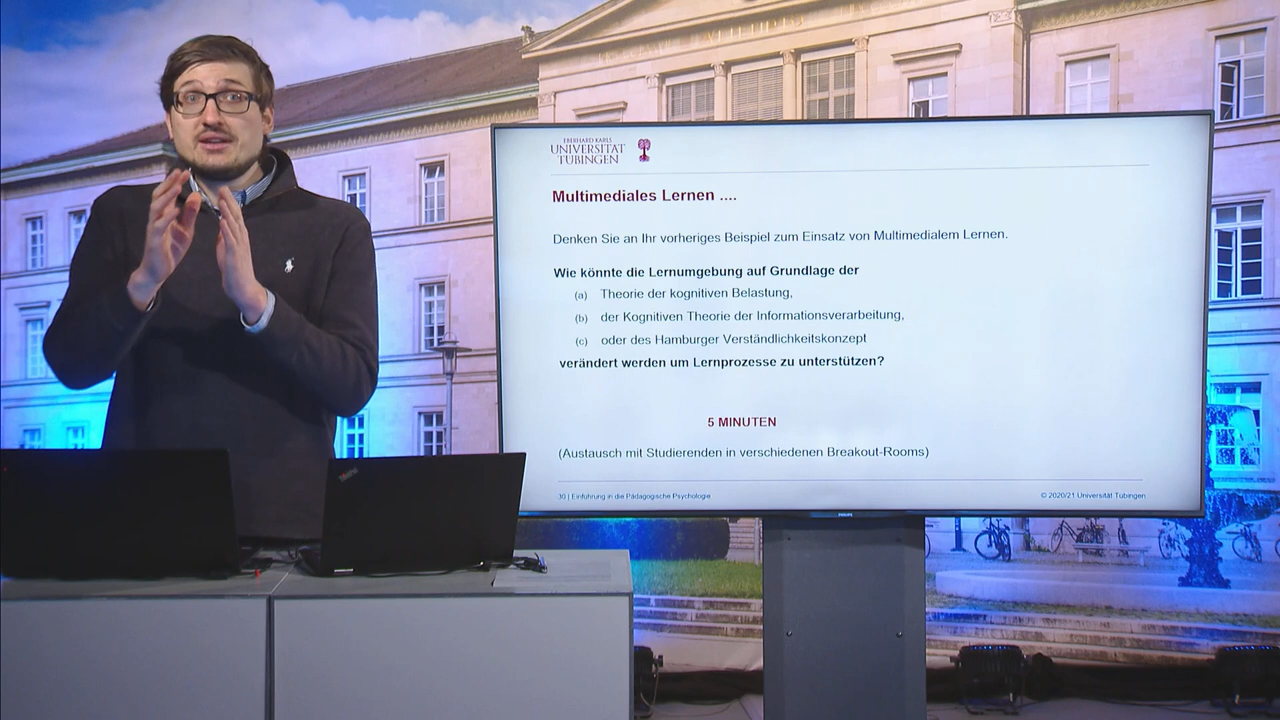 EBERHARD KARLS
UNIVERSITÄT
TÜBINGEN
Multimediales Lernen ....
Denken Sie an Ihr vorheriges Beispiel zum Einsatz von Multimedialem Lernen.
Wie könnte die Lernumgebung auf Grundlage der
(a) Theorie der kognitiven Belastung,
(b) der Kognitiven Theorie der Informationsverarbeitung,
(c) oder des Hamburger Verständlichkeitskonzept
verändert werden um Lernprozesse zu unterstützen?
5 MINUTEN
(Austausch mit Studierenden in verschiedenen Breakout-Rooms)
30 | Einführung in die Pädagogische Psychologie
© 2020/21 Universität Tübingen
PHILIPS
ThinkPad